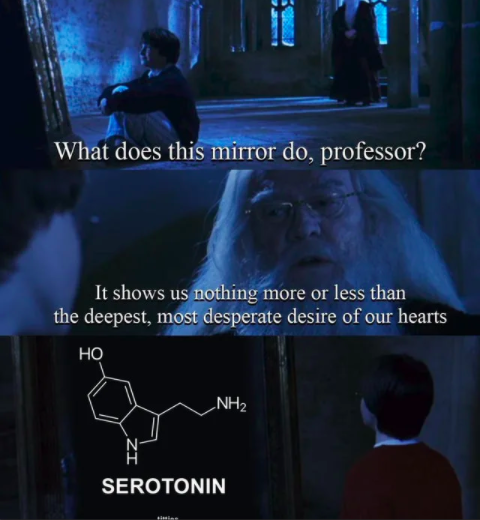 What does this mirror do, professor?
It shows us nothing more or less than
the deepest, most desperate desire of our hearts
HO
NH₂
N
H
SEROTONIN